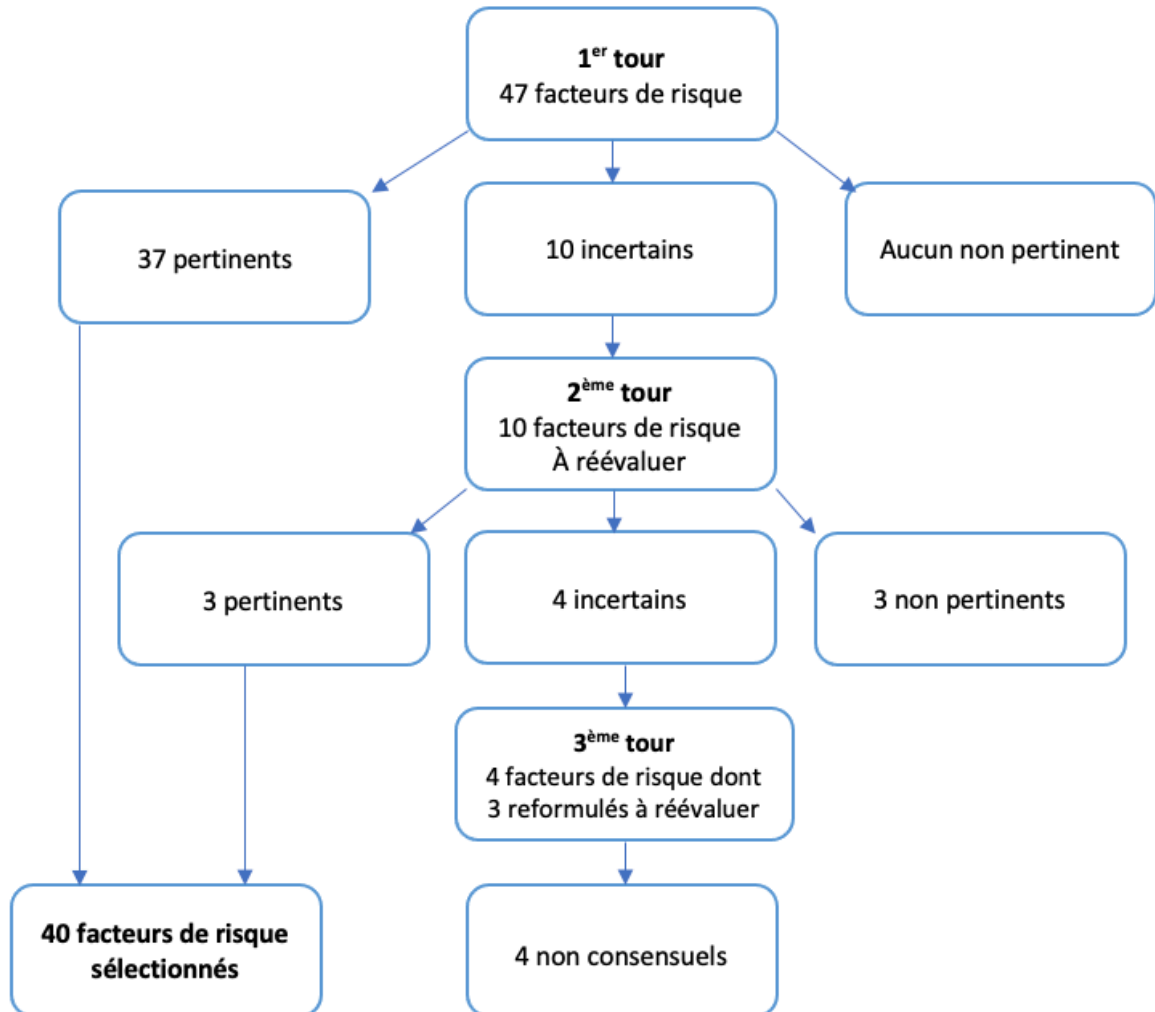 1er tour
47 facteurs de risque
37 pertinents
10 incertains
Aucun non pertinent
2ème tour
10 facteurs de risque
À réévaluer
3 pertinents
4 incertains
3 non pertinents
3ème tour
4 facteurs de risque dont
3 reformulés à réévaluer
40 facteurs de risque
sélectionnés
4 non consensuels